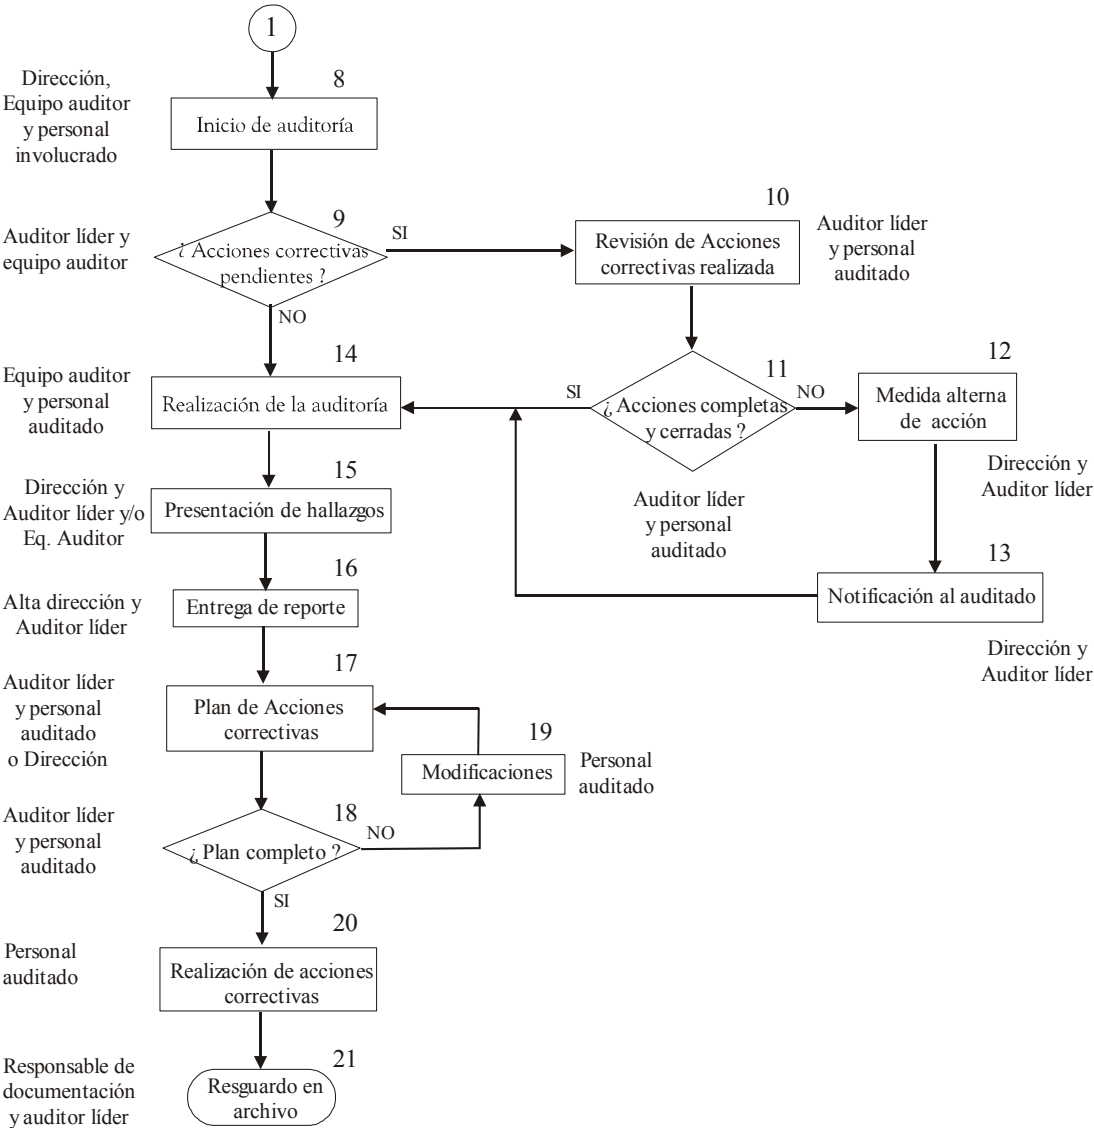 1
8
Dirección,
Equipo auditor
y personal
involucrado
Inicio de auditoría
9
Auditor líder y
equipo auditor
¿ Acciones correctivas
pendientes ?
SI
NO
10
Revisión de Acciones
correctivas realizada
Auditor líder
y personal
auditado
11
¿ Acciones completas
y cerradas ?
SI
NO
Auditor líder
y personal
auditado
12
Medida alterna
de acción
Dirección y
Auditor líder
13
Notificación al auditado
Dirección y
Auditor líder
14
Equipo auditor
y personal
auditado
Realización de la auditoría
15
Dirección y
Auditor líder y/o
Eq. Auditor
Presentación de hallazgos
16
Alta dirección y
Auditor líder
Entrega de reporte
17
Auditor líder
y personal
auditado
o Dirección
Plan de Acciones
correctivas
18
Auditor líder
y personal
auditado
¿ Plan completo ?
NO
SI
19
Modificaciones
Personal
auditado
20
Personal
auditado
Realización de acciones
correctivas
21
Responsable de
documentación
y auditor líder
Resguardo en
archivo